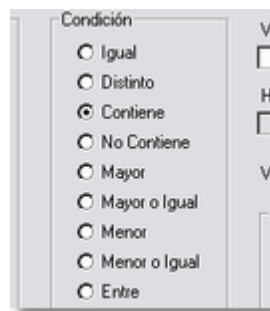 Condición
Igual
Distinto
Contiene
No Contiene
Mayor
Mayor o Igual
Menor
Menor o Igual
Entre